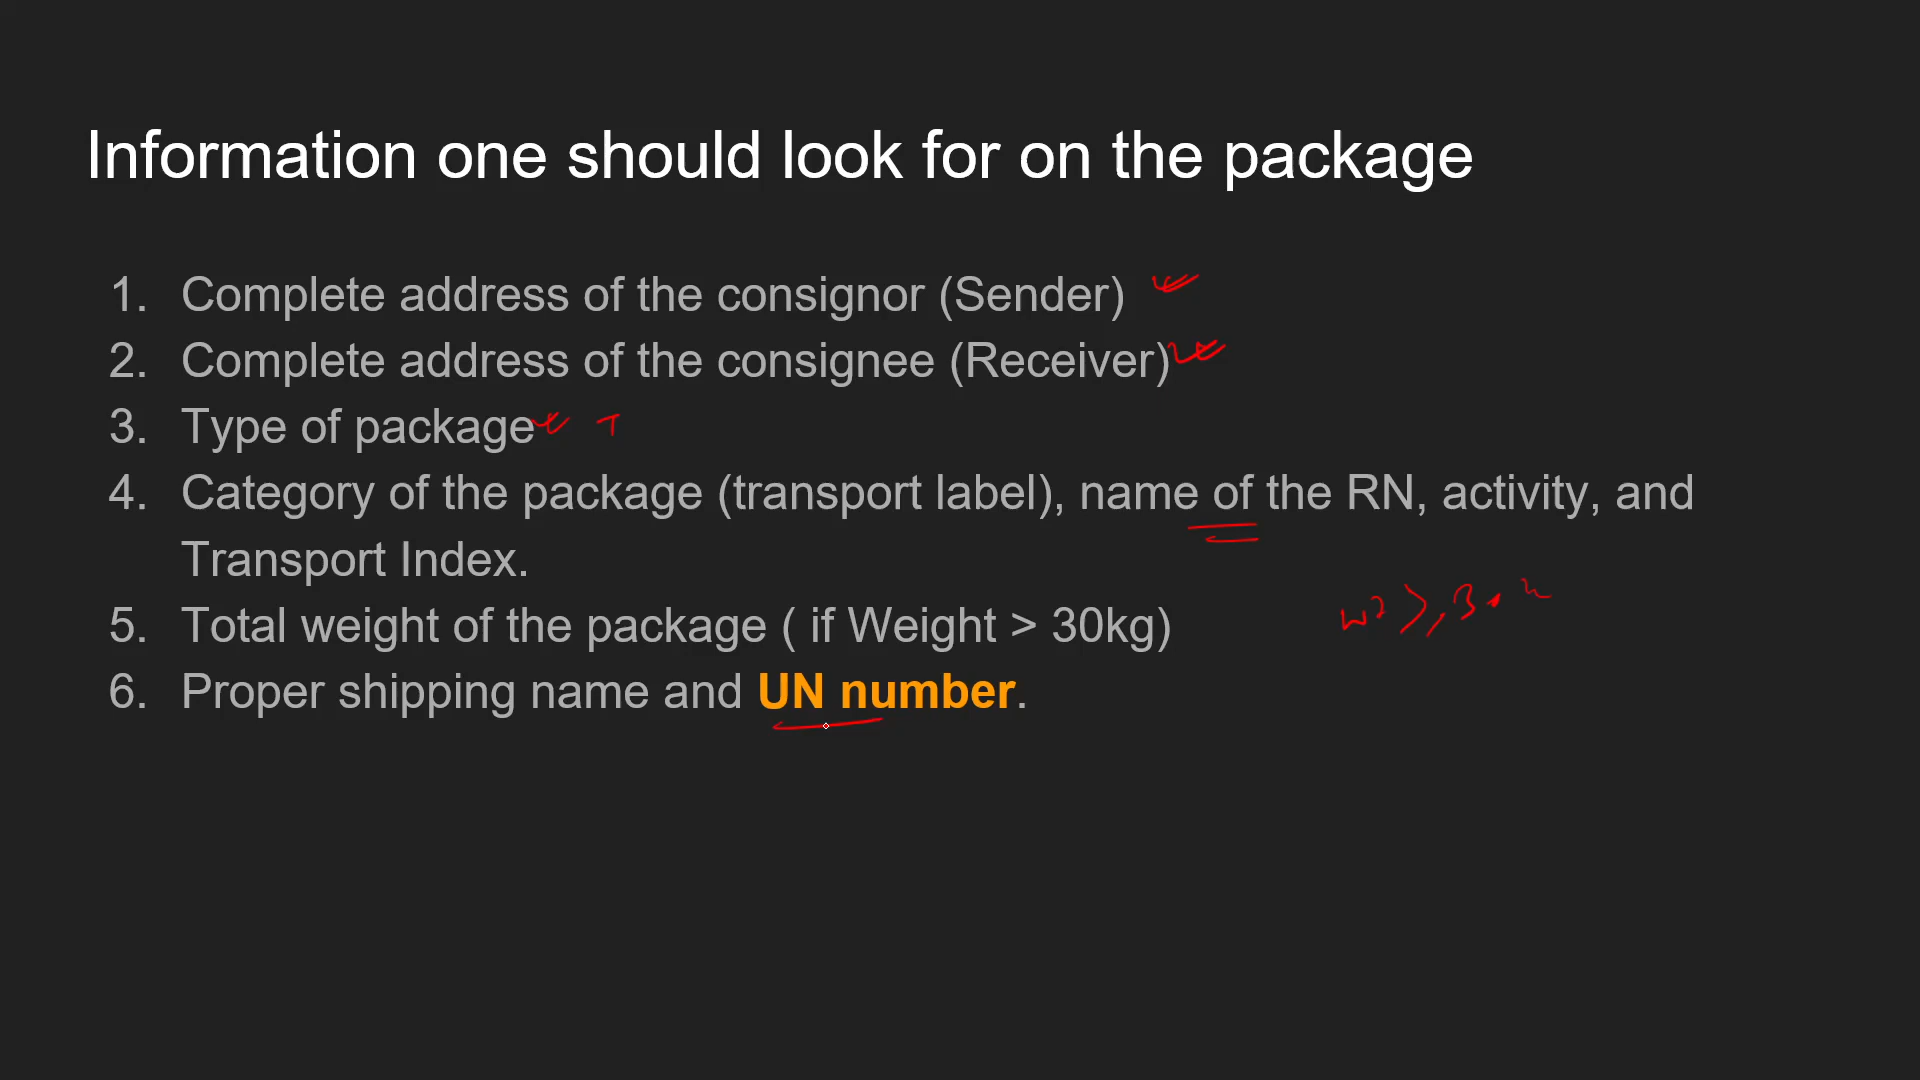 Information one should look for on the package
1. Complete address of the consignor (Sender)
2. Complete address of the consignee (Receiver)
3. Type of package
4. Category of the package (transport label), name of the RN, activity, and
Transport Index.
5. Total weight of the package ( if Weight > 30kg)
6. Proper shipping name and UN number.